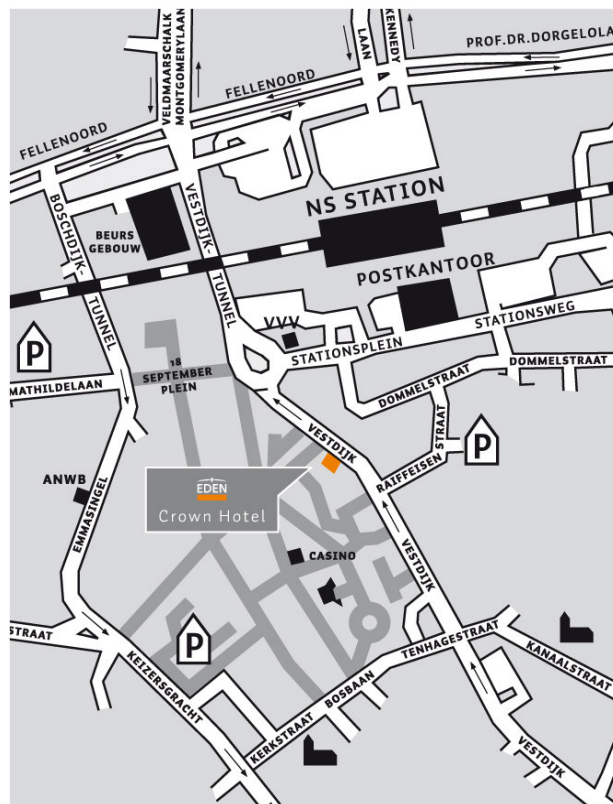 VELDMAARSCHALK
MONTGOMERYLAAN
LAAN
KENNEDY
PROF.DR.DORGELOLA
FELLENOORD
FELLENOORD
NS STATION
BEURS
GEBOUW
BOSCHDIJK-
TUNNEL
VESTDIJK-
TUNNEL
POSTKANTOOR
VVV
STATIONSPLEIN
STATIONSWEG
P
MATHILDELAAN
18
SEPTEMBER
PLEIN
DOMMELSTRAAT
DOMMELSTRAAT
VESTDIJK
RAIFFEISEN
STRAAT
P
ANWB
EMMASINGEL
EDEN
Crown Hotel
CASINO
VESTDIJK
STRAAT
P
KEIZERSGRACHT
KERKSTRAAT
BOSBAAN
TENHAGESTRAAT
KANAALSTRAAT
VESTDIJK